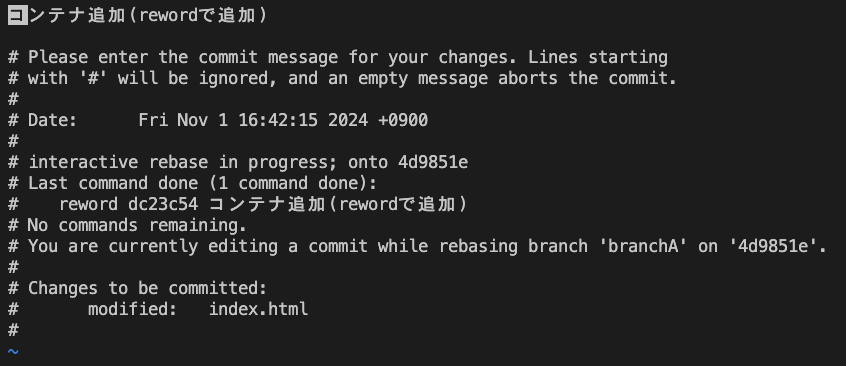 コンテナ追加(rewordで追加)

# Please enter the commit message for your changes. Lines starting
# with '#' will be ignored, and an empty message aborts the commit.
#
# Date:      Fri Nov 1 16:42:15 2024 +0900
#
# interactive rebase in progress; onto 4d9851e
# Last command done (1 command done):
#    reword dc23c54 コンテナ追加(rewordで追加)
# No commands remaining.
# You are currently editing a commit while rebasing branch 'branchA' on '4d9851e'.
#
# Changes to be committed:
#       modified:   index.html
#
~